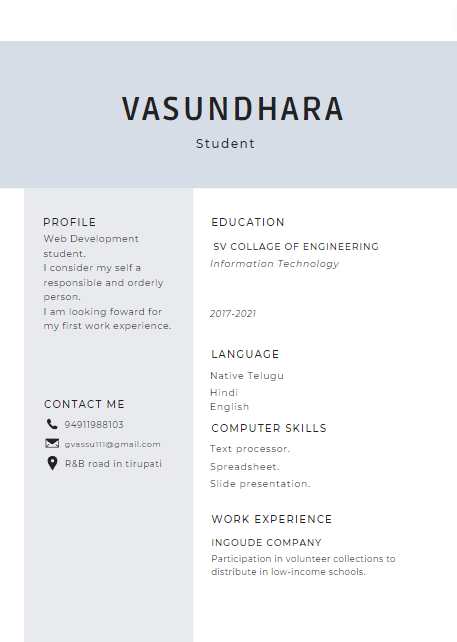 VASUNDHARA
Student
PROFILE
Web Development
student.
I consider my self a
responsible and orderly
person.
I am looking foward for
my first work experience.
CONTACT ME
94911988103
gvassu111@gmail.com
R&B road in tirupati
EDUCATION
SV COLLAGE OF ENGINEERING
Information Technology
2017-2021
LANGUAGE
Native Telugu
Hindi
English
COMPUTER SKILLS
Text processor.
Spreadsheet.
Slide presentation.
WORK EXPERIENCE
INGOUDE COMPANY
Participation in volunteer collections to
distribute in low-income schools.